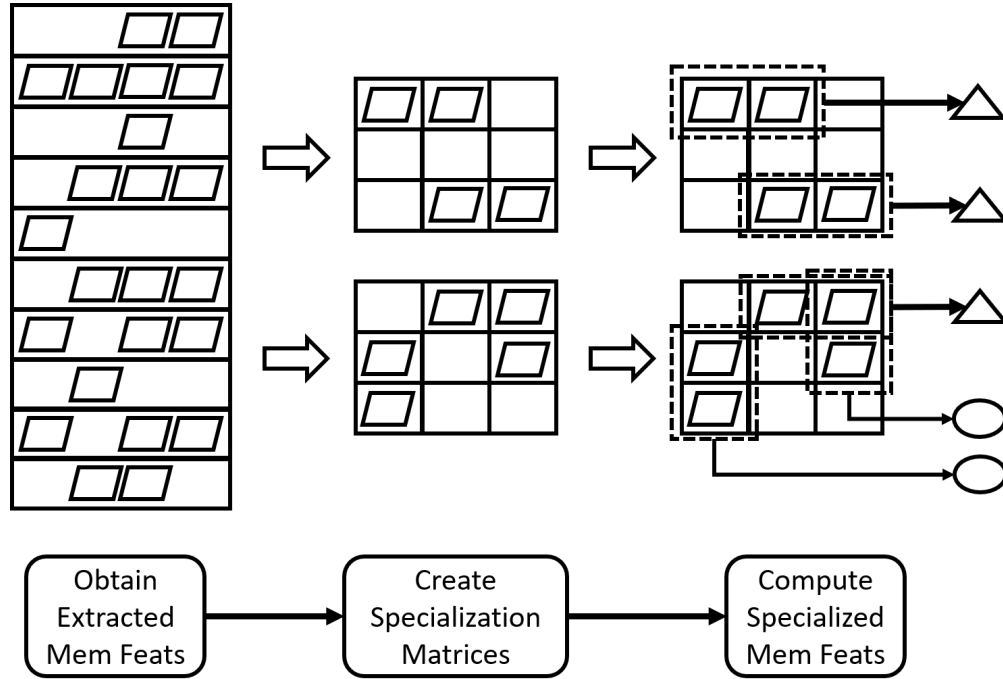 Obtain
Extracted
Mem Feats
Create
Specialization
Matrices
Compute
Specialized
Mem Feats